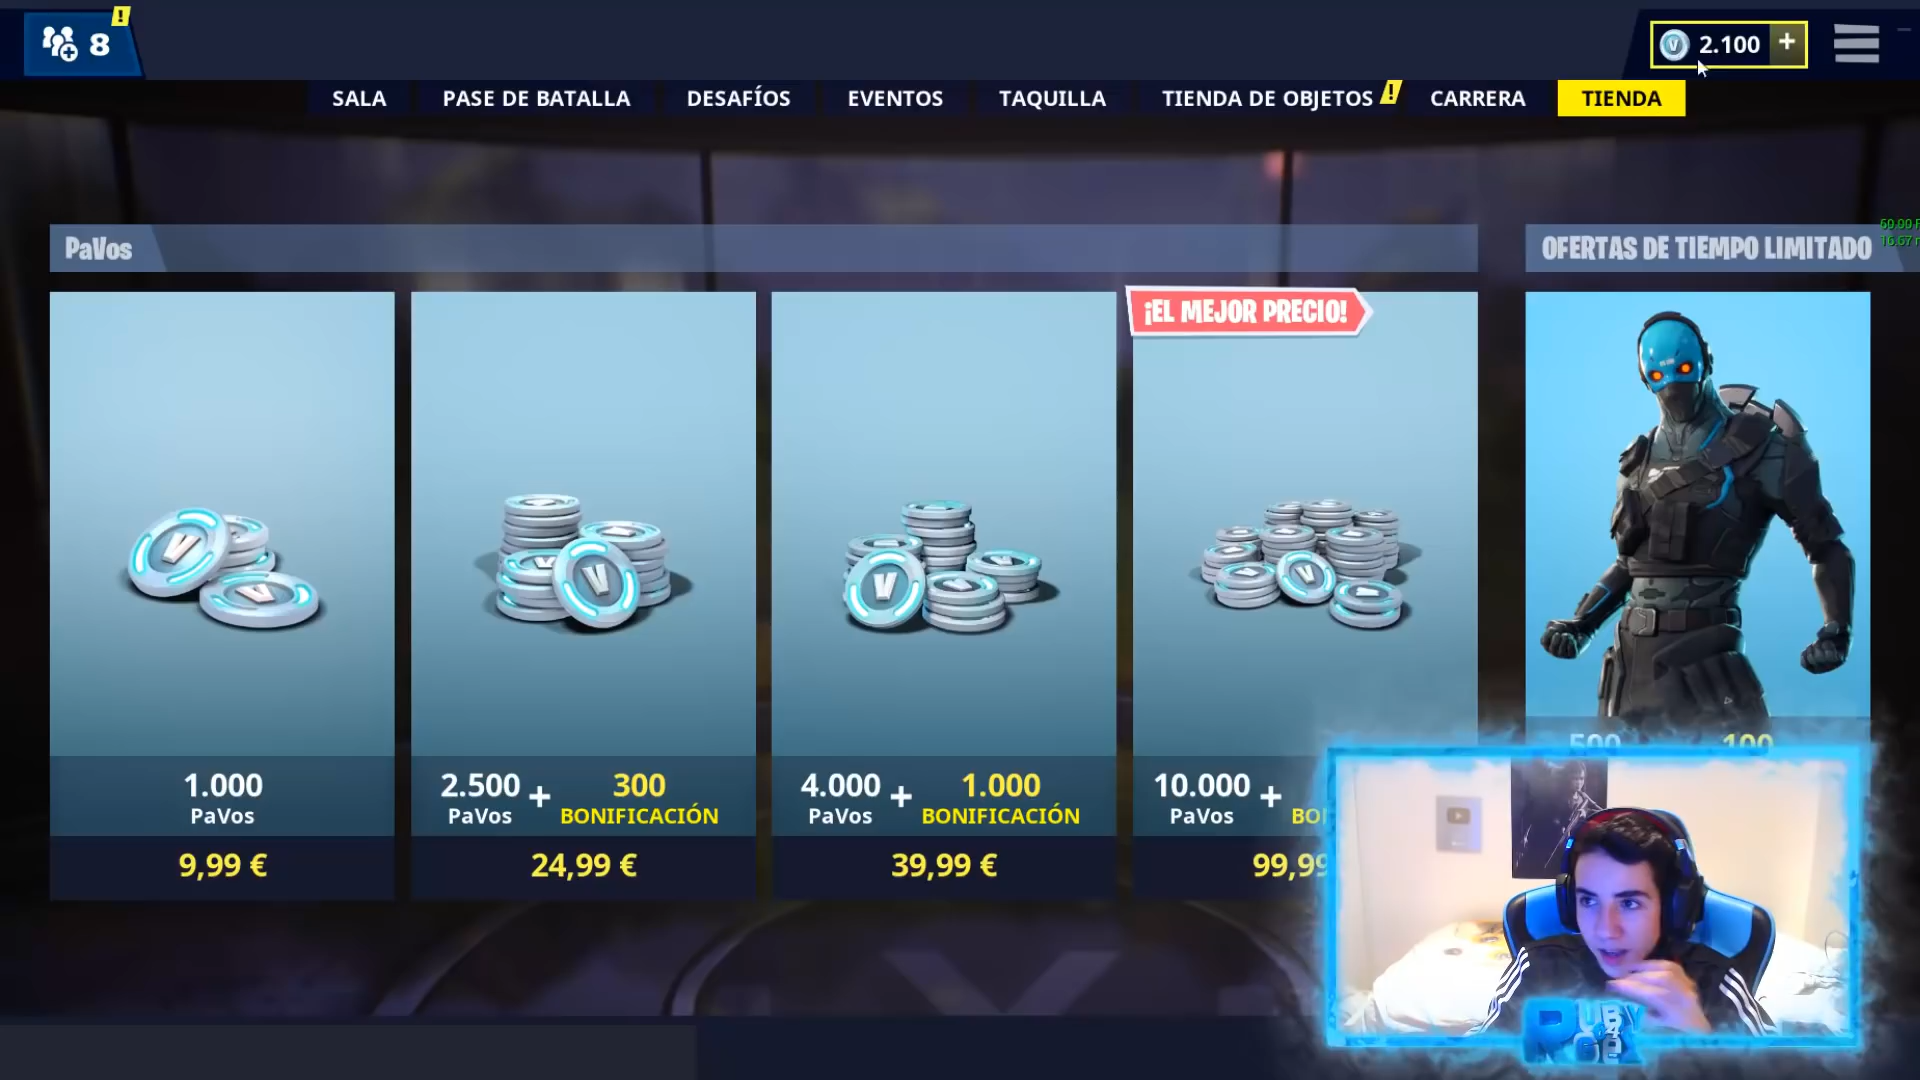 8
!
2.100 +
SALA
PASE DE BATALLA
DESAFÍOS
EVENTOS
TAQUILLA
TIENDA DE OBJETOS !
CARRERA
TIENDA
PaVos
OFERTAS DE TIEMPO LIMITADO
¡EL MEJOR PRECIO!
1.000
PaVos
9,99 €
2.500 + 300
PaVos BONIFICACIÓN
24,99 €
4.000 + 1.000
PaVos BONIFICACIÓN
39,99 €
10.000 +
PaVos
500 100